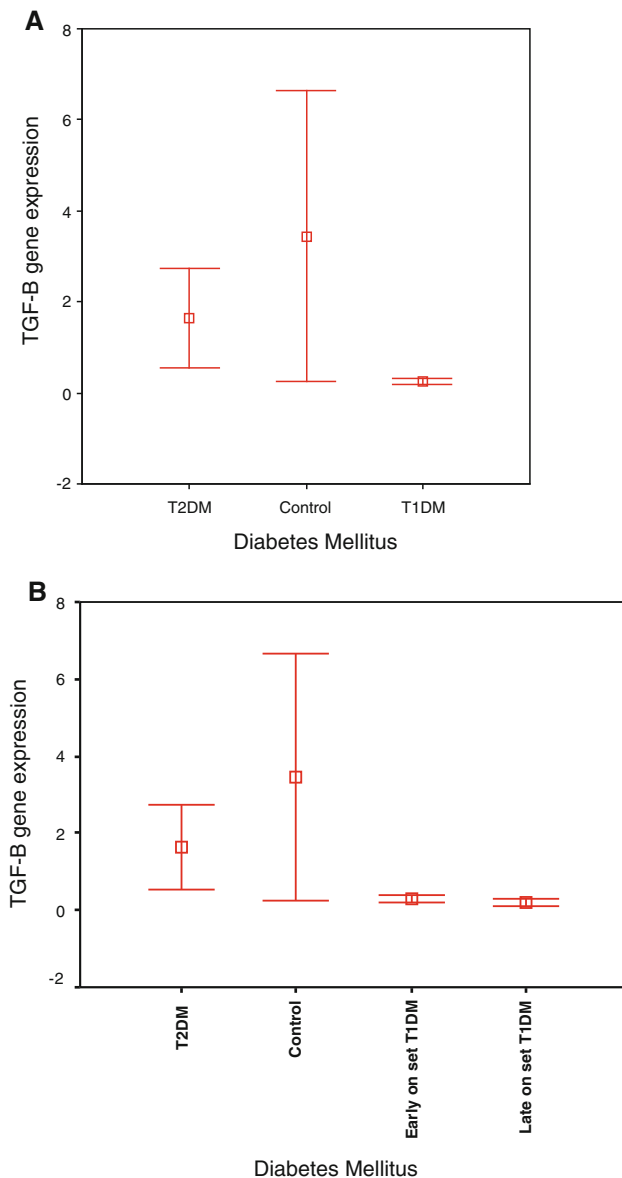 A
8
6
4
2
0
-2
TGF-B gene expression
T2DM Control T1DM
Diabetes Mellitus
B
8
6
4
2
0
-2
TGF-B gene expression
T2DM
Control
Early on set T1DM
Late on set T1DM
Diabetes Mellitus